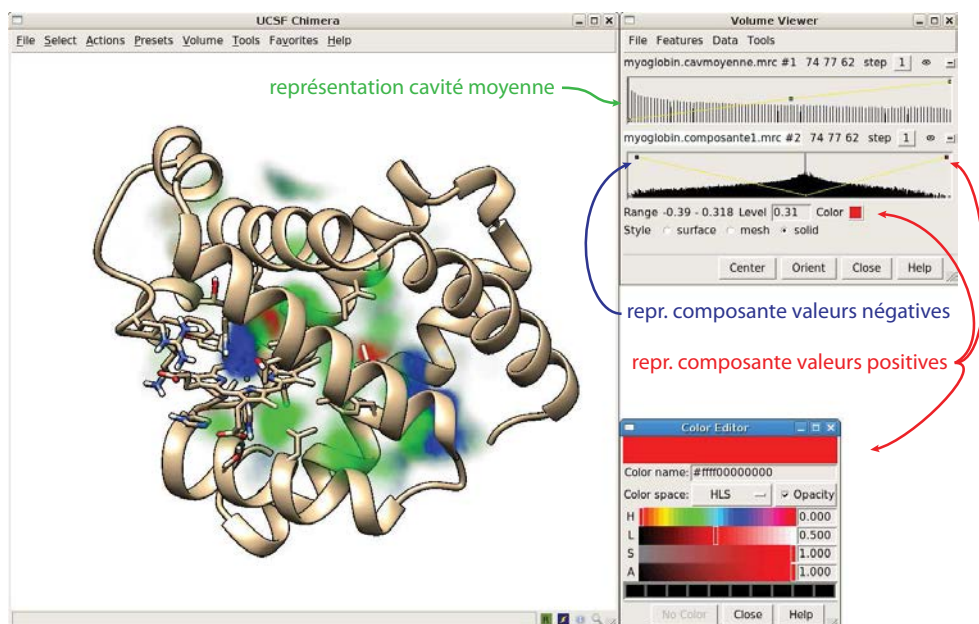 UCSF Chimera
File Select Actions Presets Volume Tools Favorites Help
représentation cavité moyenne
Volume Viewer
File Features Data Tools
myoglobin.cavmoyenne.mrc #1 74 77 62 step 1
myoglobin.composante1.mrc #2 74 77 62 step 1
Range -0.39 - 0.318 Level 0.31 Color
Style surface mesh solid
Center Orient Close Help
repr. composante valeurs négatives
repr. composante valeurs positives
Color Editor
Color name: #ffff00000000
Color space: HLS Opacity
H 0.000
L 0.500
S 1.000
A 1.000
No Color Close Help